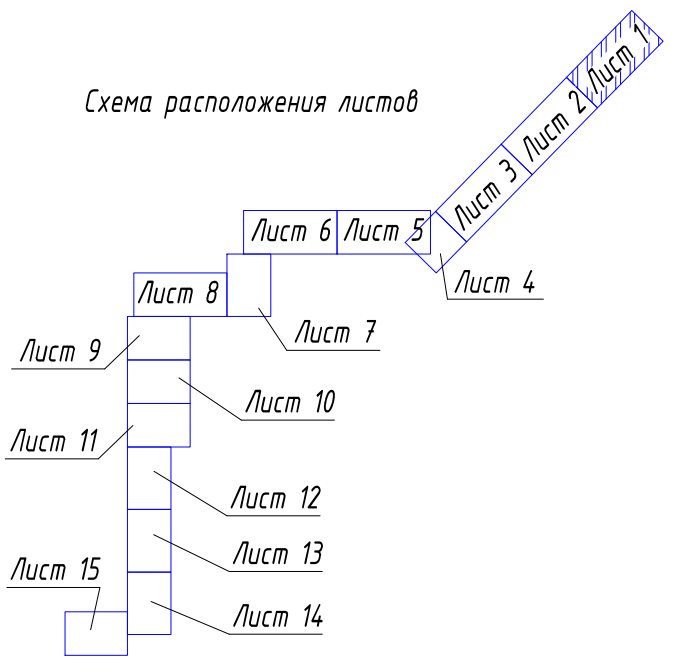 Лист 1
Схема расположения листов
Лист 2
Лист 3
Лист 6
Лист 5
Лист 4
Лист 8
Лист 7
Лист 9
Лист 10
Лист 11
Лист 12
Лист 13
Лист 15
Лист 14